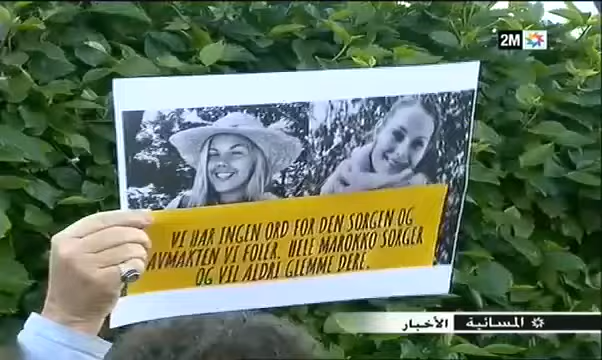 2M
VI HAR INGEN ORD FOR DEN SORGEN OG
AVMAKTEN VI FØLER. HELE MAROKKO SØRGER
OG VIL ALDRI GLEMME DERE.
المسائية الأخبار